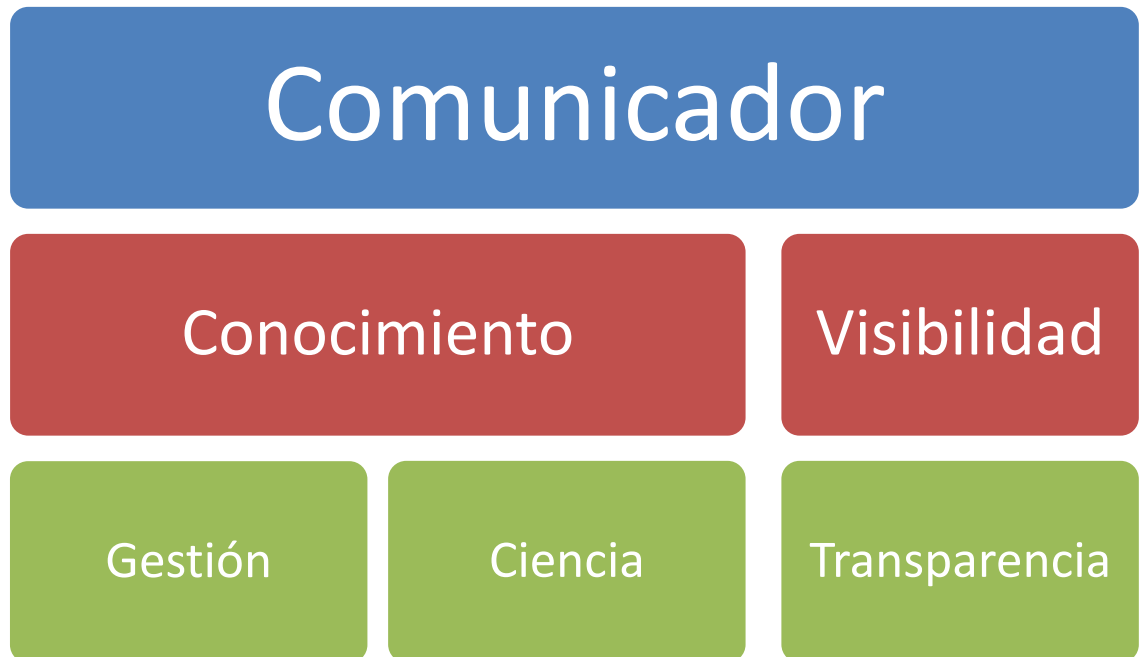 Comunicador
Conocimiento
Visibilidad
Gestión
Ciencia
Transparencia